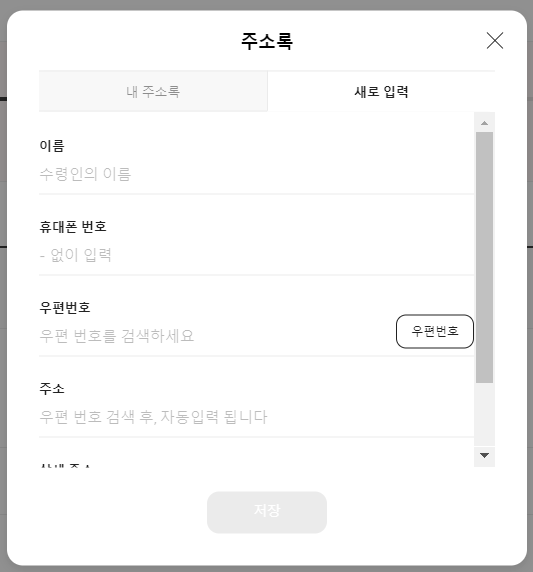 주소록
내 주소록
새로 입력
이름
수령인의 이름
휴대폰 번호
- 없이 입력
우편번호
우편 번호를 검색하세요
우편번호
주소
우편 번호 검색 후, 자동입력 됩니다
저장